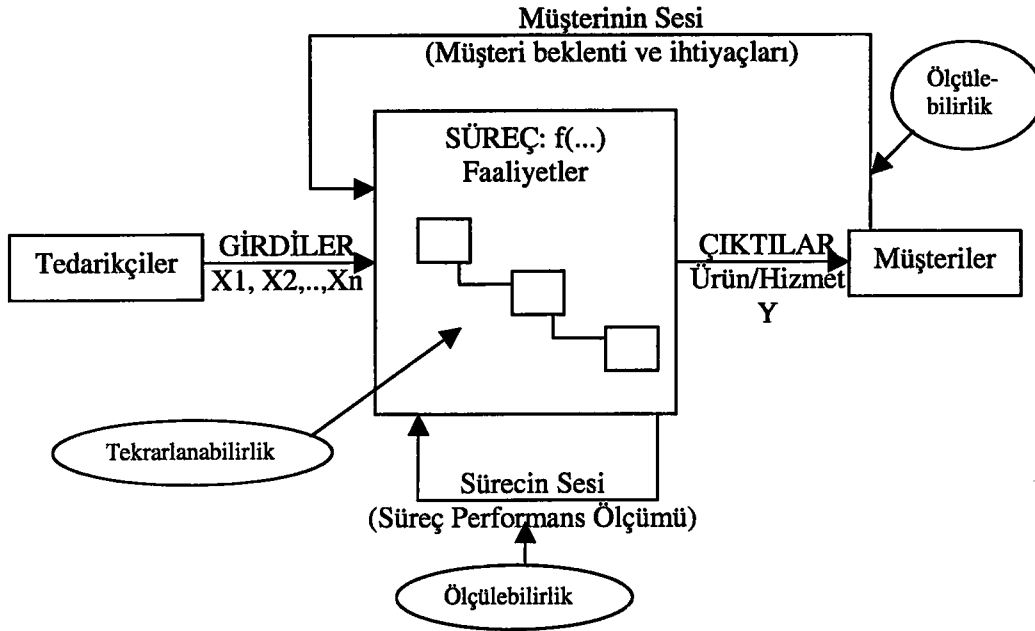 Müşterinin Sesi
(Müşteri beklenti ve ihtiyaçları)
Ölçüle-
bilirlik
SÜREÇ: f(...)
Faaliyetler
Tedarikçiler
GİRDİLER
X1, X2,..,Xn
ÇIKTILAR
Ürün/Hizmet
Y
Müşteriler
Tekrarlanabilirlik
Sürecin Sesi
(Süreç Performans Ölçümü)
Ölçülebilirlik